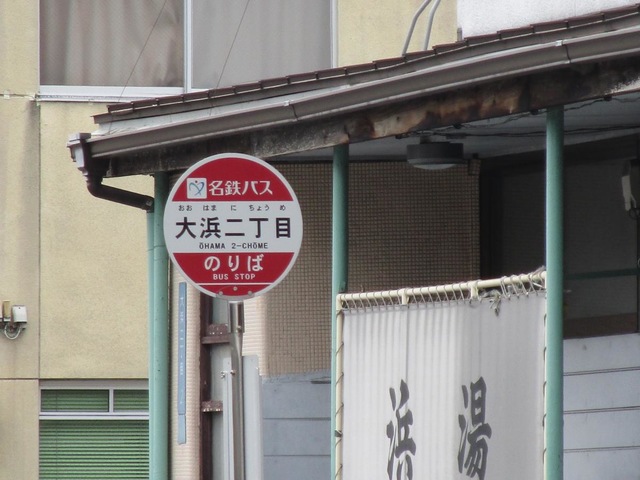 名鉄バス
おお はま に ちょう め
大浜二丁目
ŌHAMA 2-CHŌME
のりば
BUS STOP
湯
浜